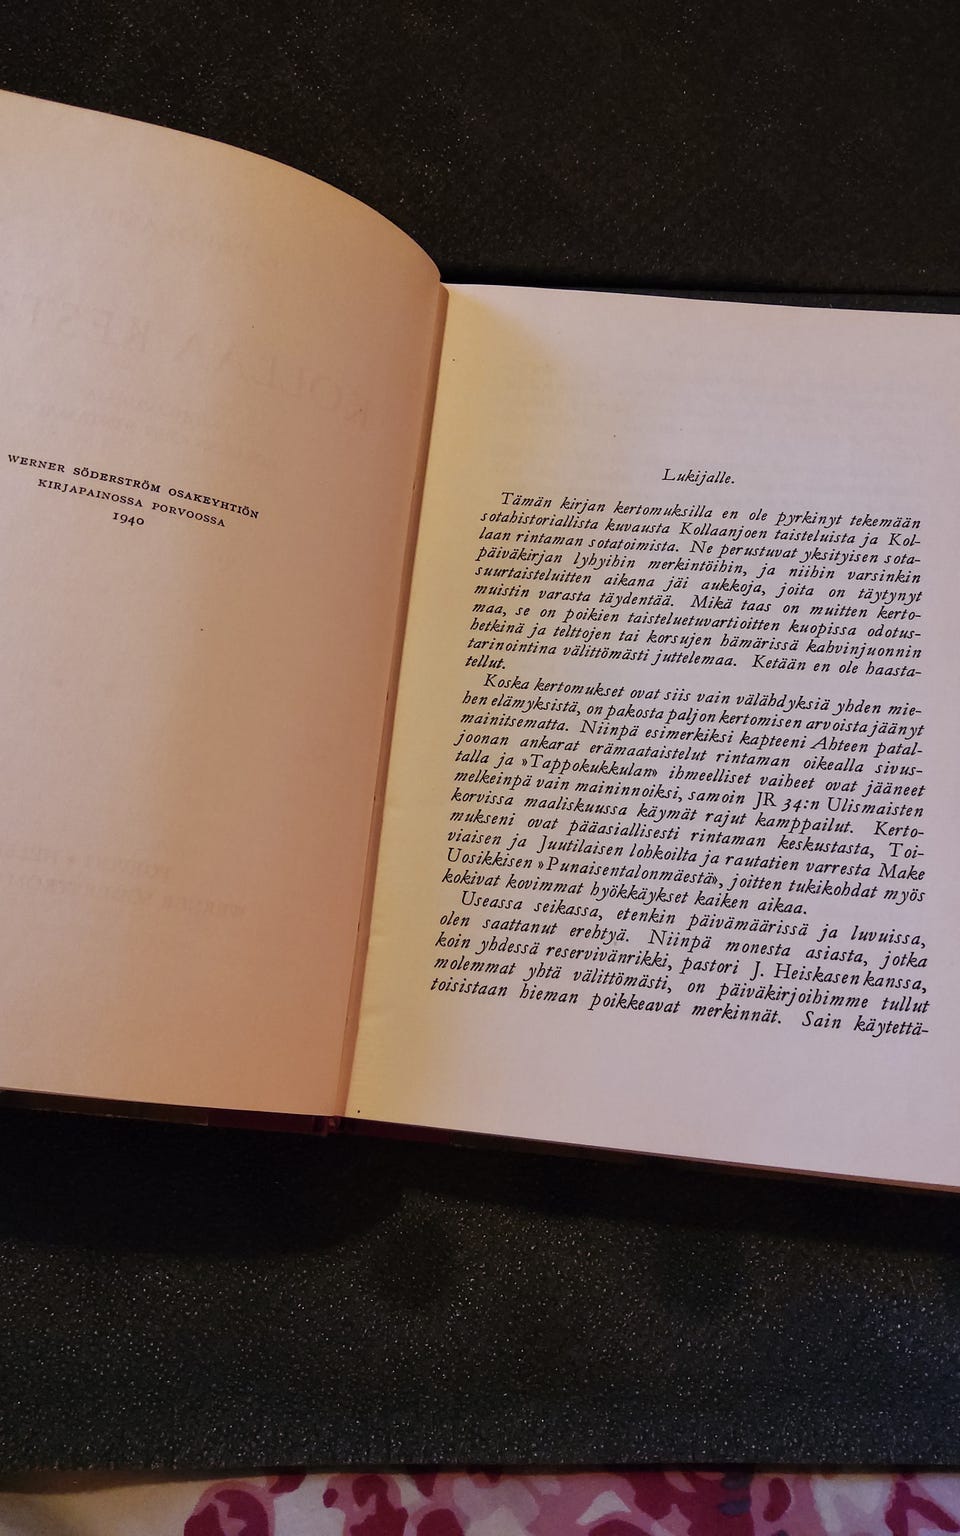 WERNER SÖDERSTRÖM OSAKEYHTIÖN
KIRJAPAINOSSA PORVOOSSA
1940
Lukijalle.
Tämän kirjan kertomuksilla en ole pyrkinyt tekemään
sotahistoriallista kuvausta Kollaanjoen taisteluista ja Kol-
laan rintaman sotatoimista. Ne perustuvat yksityisen sota-
päiväkirjan lyhyihin merkintöihin, ja niihin varsinkin
suurtaisteluitten aikana jäi aukkoja, joita on täytynyt
muistin varasta täydentää. Mikä taas on muitten kerto-
maa, se on poikien taisteluetuvartioitten kuopissa odotus-
hetkinä ja telttojen tai korsujen hämärissä kahvinjuonnin
tarinointina välittömästi juttelemaa. Ketään en ole haasta-
tellut.
Koska kertomukset ovat siis vain välähdyksiä yhden mie-
hen elämyksistä, on pakosta paljon kertomisen arvoista jäänyt
mainitsematta. Niinpä esimerkiksi kapteeni Ahteen patal-
joonan ankarat erämaataistelut rintaman oikealla sivus-
talla ja »Tappokukkulan» ihmeelliset vaiheet ovat jääneet
melkeinpä vain maininnoiksi, samoin JR 34:n Ulismaisten
korvissa maaliskuussa käymät rajut kamppailut. Kerto-
mukseni ovat pääasiallisesti rintaman keskustasta, Toi-
viaisen ja Juutilaisen lohkoilta ja rautatien varresta Make
Uosikkisen »Punaisentalonmäestä», joitten tukikohdat myös
kokivat kovimmat hyökkäykset kaiken aikaa.
Useassa seikassa, etenkin päivämäärissä ja luvuissa,
olen saattanut erehtyä. Niinpä monesta asiasta, jotka
koin yhdessä reservivänrikki, pastori J. Heiskasen kanssa,
molemmat yhtä välittömästi, on päiväkirjoihimme tullut
toisistaan hieman poikkeavat merkinnät. Sain käytettä-